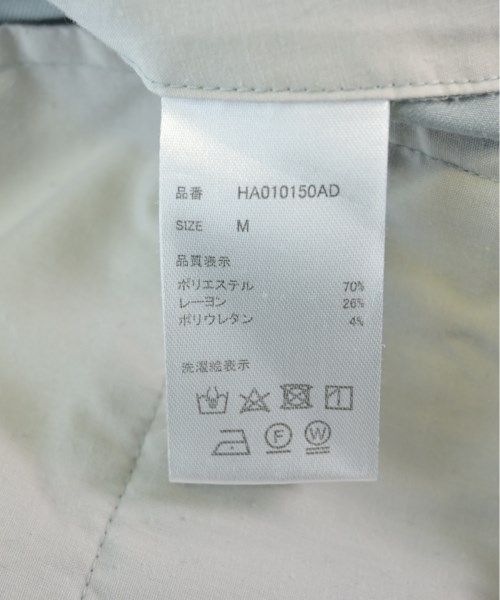 品番 HA010150AD
SIZE M
品質表示
ポリエステル 70%
レーヨン 26%
ポリウレタン 4%
洗濯絵表示
F W